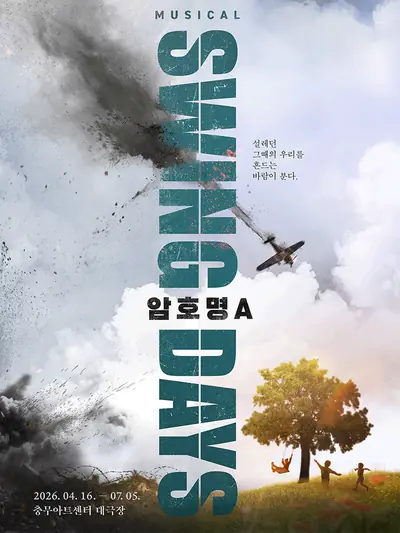 MUSICAL
SWING DAYS
암호명 A
설레던
그때의 우리를
흔드는
바람이 분다.
2026. 04. 16. — 07. 05.
충무아트센터 대극장